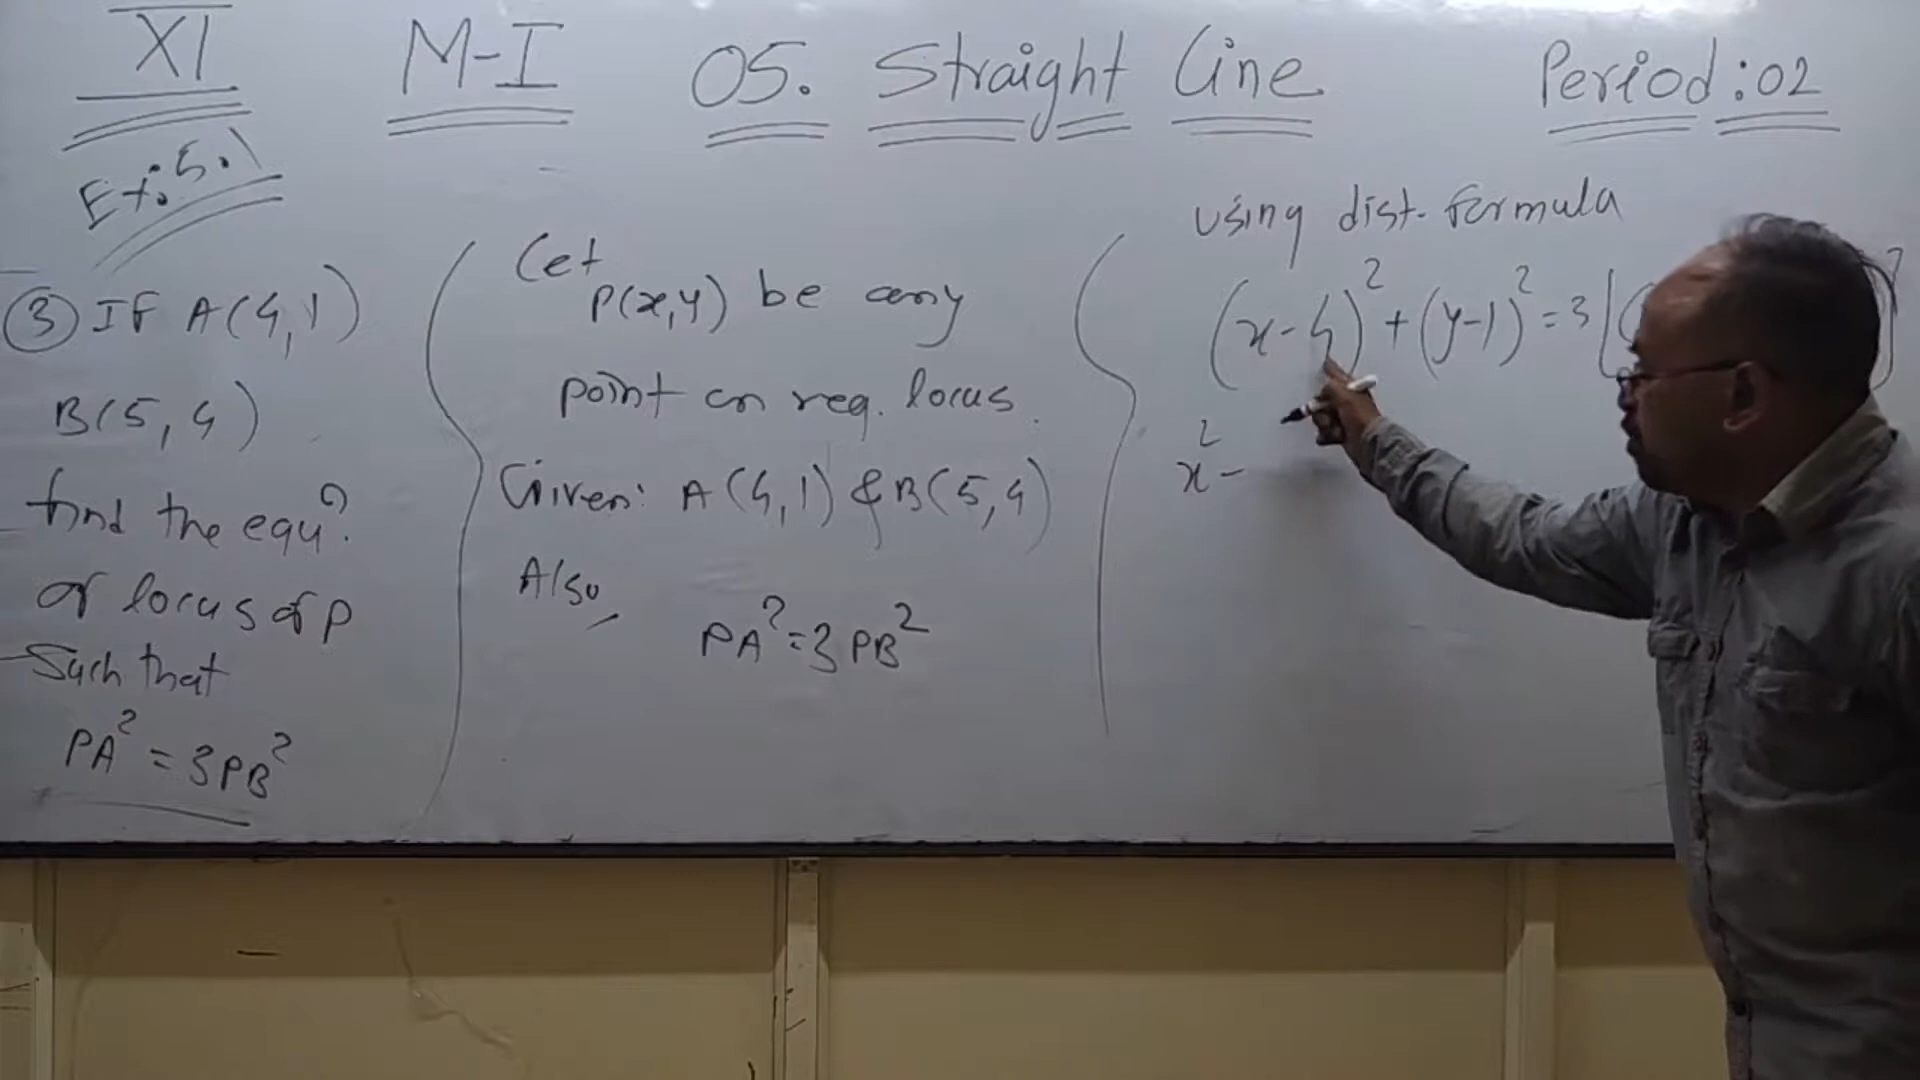 XI M-I 05. Straight Line Period: 02
Ex: 5.1
③ If A(4,1)
B(5,4)
find the equ?
of locus of P
Such that
PA² = 3PB²
Let
P(x,y) be any
point on req. locus.
Given: A(4,1) & B(5,4)
Also,
PA² = 3PB²
using dist. formula
(x-4)² + (y-1)² = 3[( )²]
x² -